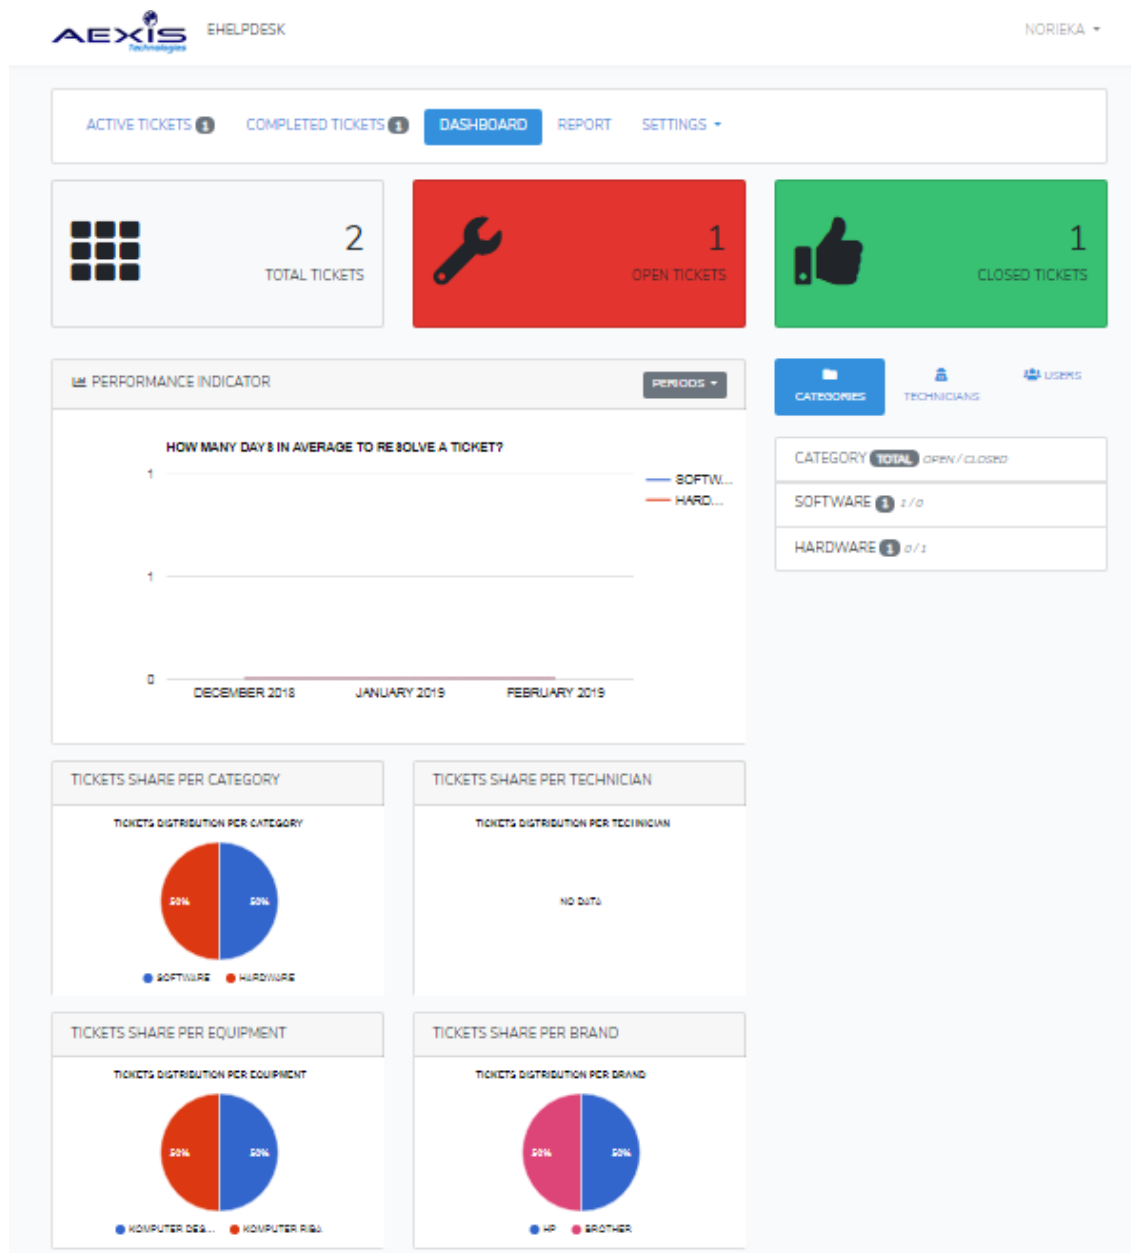 AEXIS
Technologies
EHELPDESK
NORIEKA
ACTIVE TICKETS 1
COMPLETED TICKETS 1
DASHBOARD
REPORT
SETTINGS
2
TOTAL TICKETS
1
OPEN TICKETS
1
CLOSED TICKETS
PERFORMANCE INDICATOR
PERIODS
HOW MANY DAYS IN AVERAGE TO RESOLVE A TICKET?
1
1
0
SOFTW...
HARD...
DECEMBER 2018
JANUARY 2019
FEBRUARY 2019
CATEGORIES
TECHNICIANS
USERS
CATEGORY TOTAL OPEN / CLOSED
SOFTWARE 1 1 / 0
HARDWARE 1 0 / 1
TICKETS SHARE PER CATEGORY
TICKETS DISTRIBUTION PER CATEGORY
50%
50%
SOFTWARE
HARDWARE
TICKETS SHARE PER TECHNICIAN
TICKETS DISTRIBUTION PER TECHNICIAN
NO DATA
TICKETS SHARE PER EQUIPMENT
TICKETS DISTRIBUTION PER EQUIPMENT
50%
50%
KOMPUTER DES...
KOMPUTER RIBA
TICKETS SHARE PER BRAND
TICKETS DISTRIBUTION PER BRAND
50%
50%
HP
BROTHER